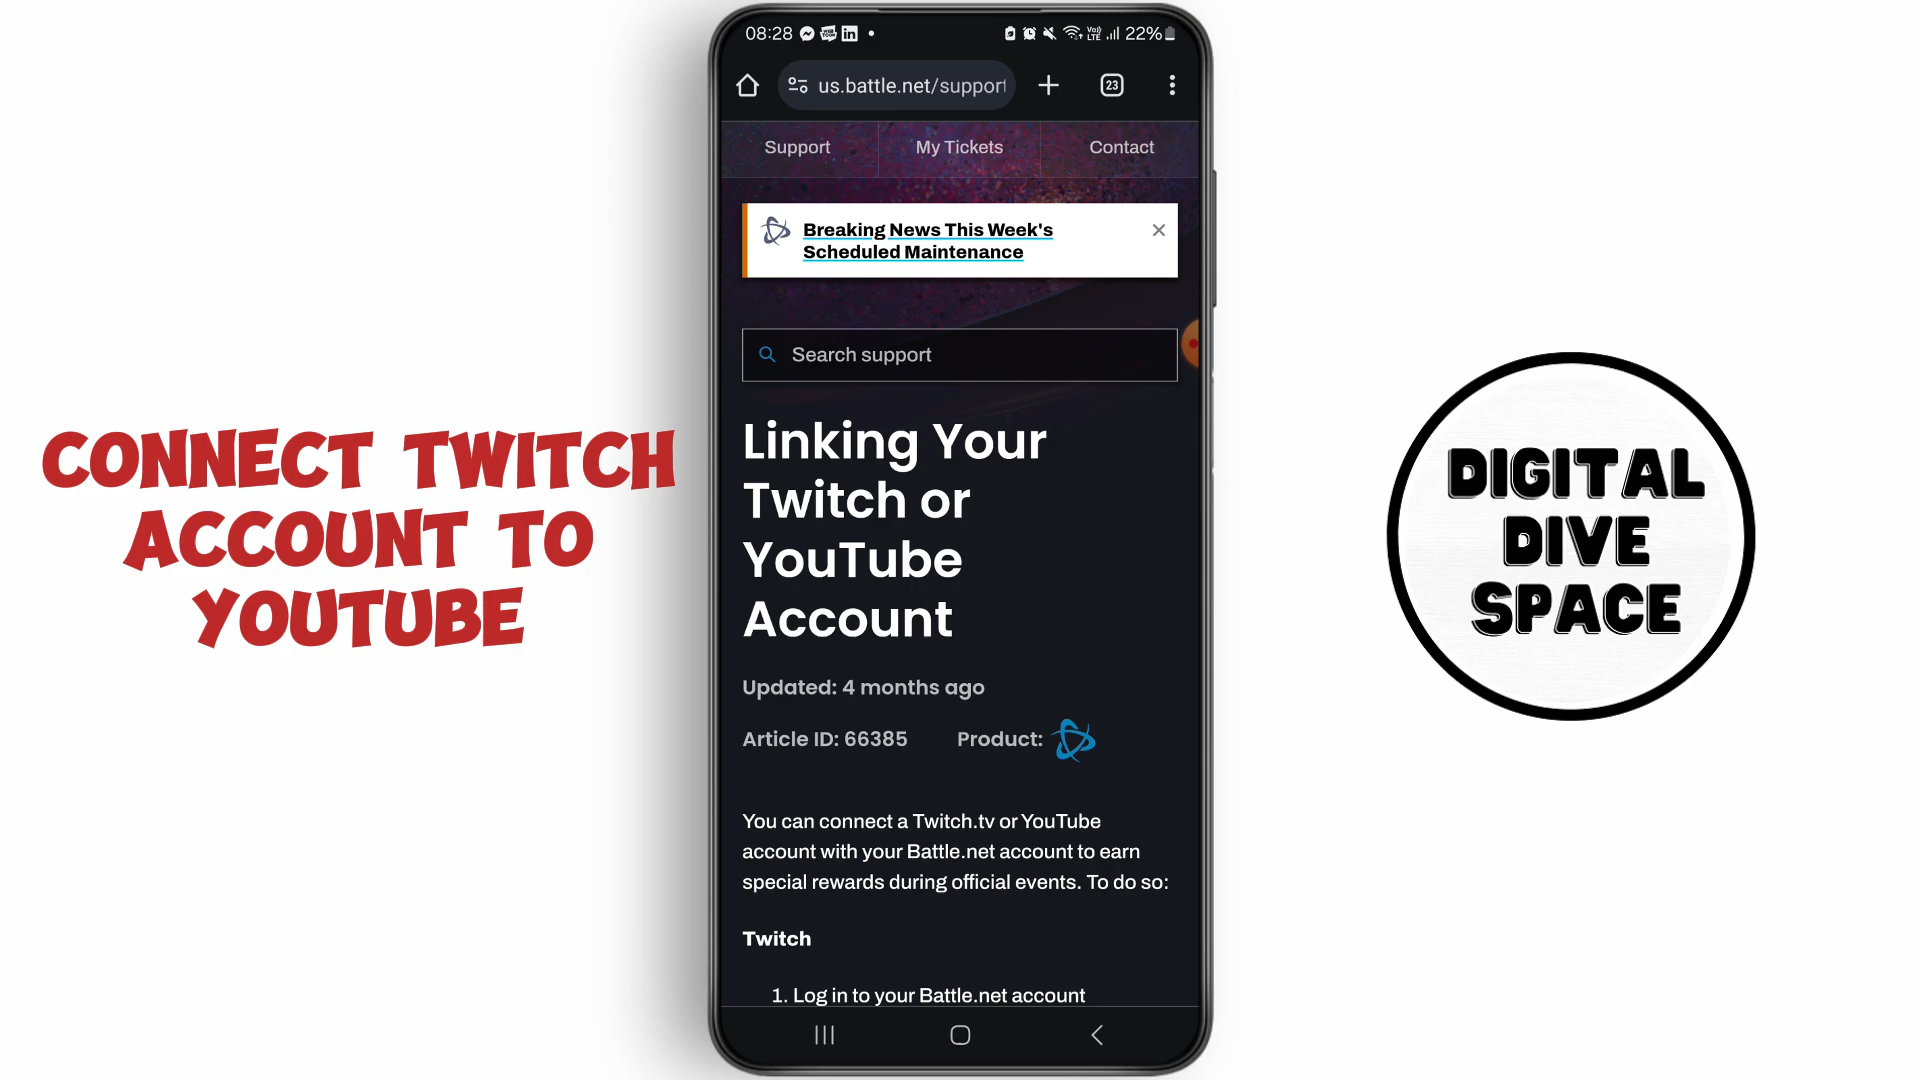 CONNECT TWITCH
ACCOUNT TO
YOUTUBE
08:28
22%
us.battle.net/support
23
Support
My Tickets
Contact
Breaking News This Week's
Scheduled Maintenance
Search support
Linking Your
Twitch or
YouTube
Account
Updated: 4 months ago
Article ID: 66385
Product:
You can connect a Twitch.tv or YouTube
account with your Battle.net account to earn
special rewards during official events. To do so:
Twitch
1. Log in to your Battle.net account
DIGITAL
DIVE
SPACE